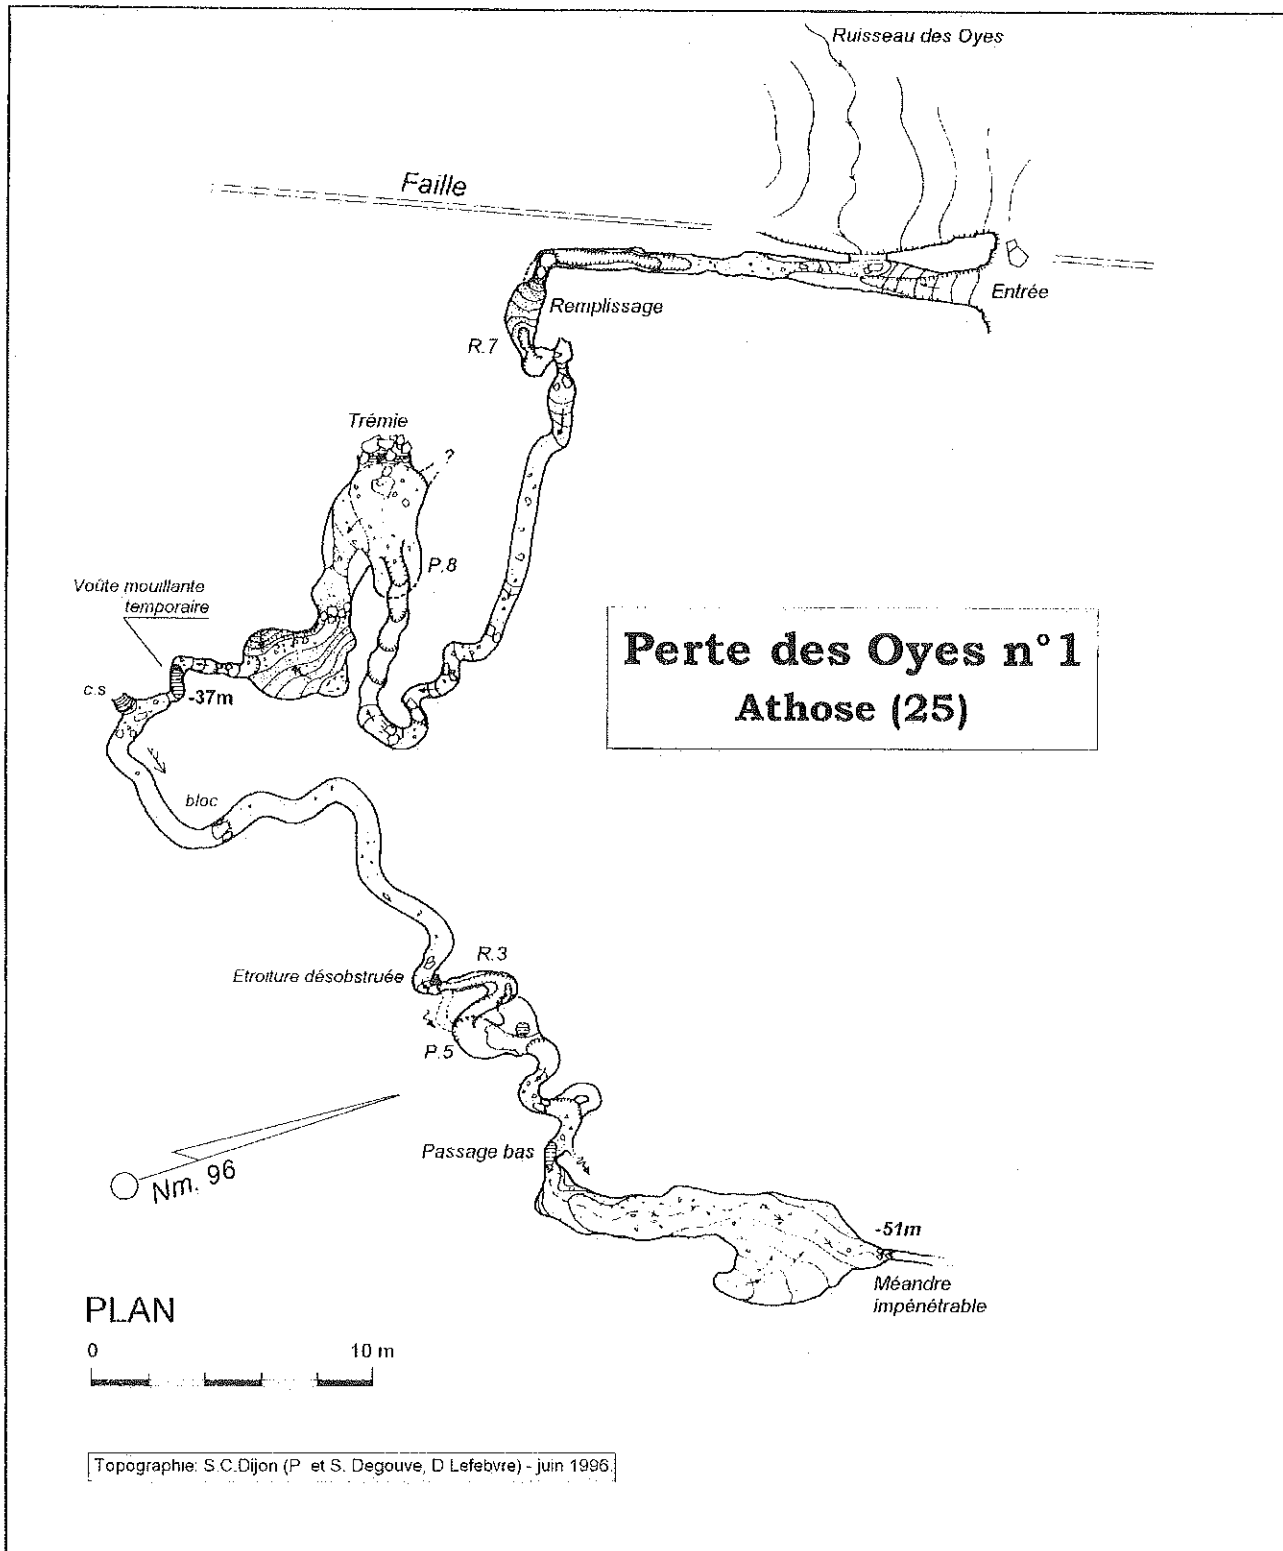 Ruisseau des Oyes
Faille
Entrée
Remplissage
R.7
Trémie
?
P.8
Voûte mouillante
temporaire
c.s
-37m
Perte des Oyes n°1
Athose (25)
bloc
R.3
Etroiture désobstruée
P.5
Passage bas
Nm. 96
-51m
Méandre
impénétrable
PLAN
0 10 m
Topographie: S.C.Dijon (P et S. Degouve, D Lefebvre) - juin 1996.